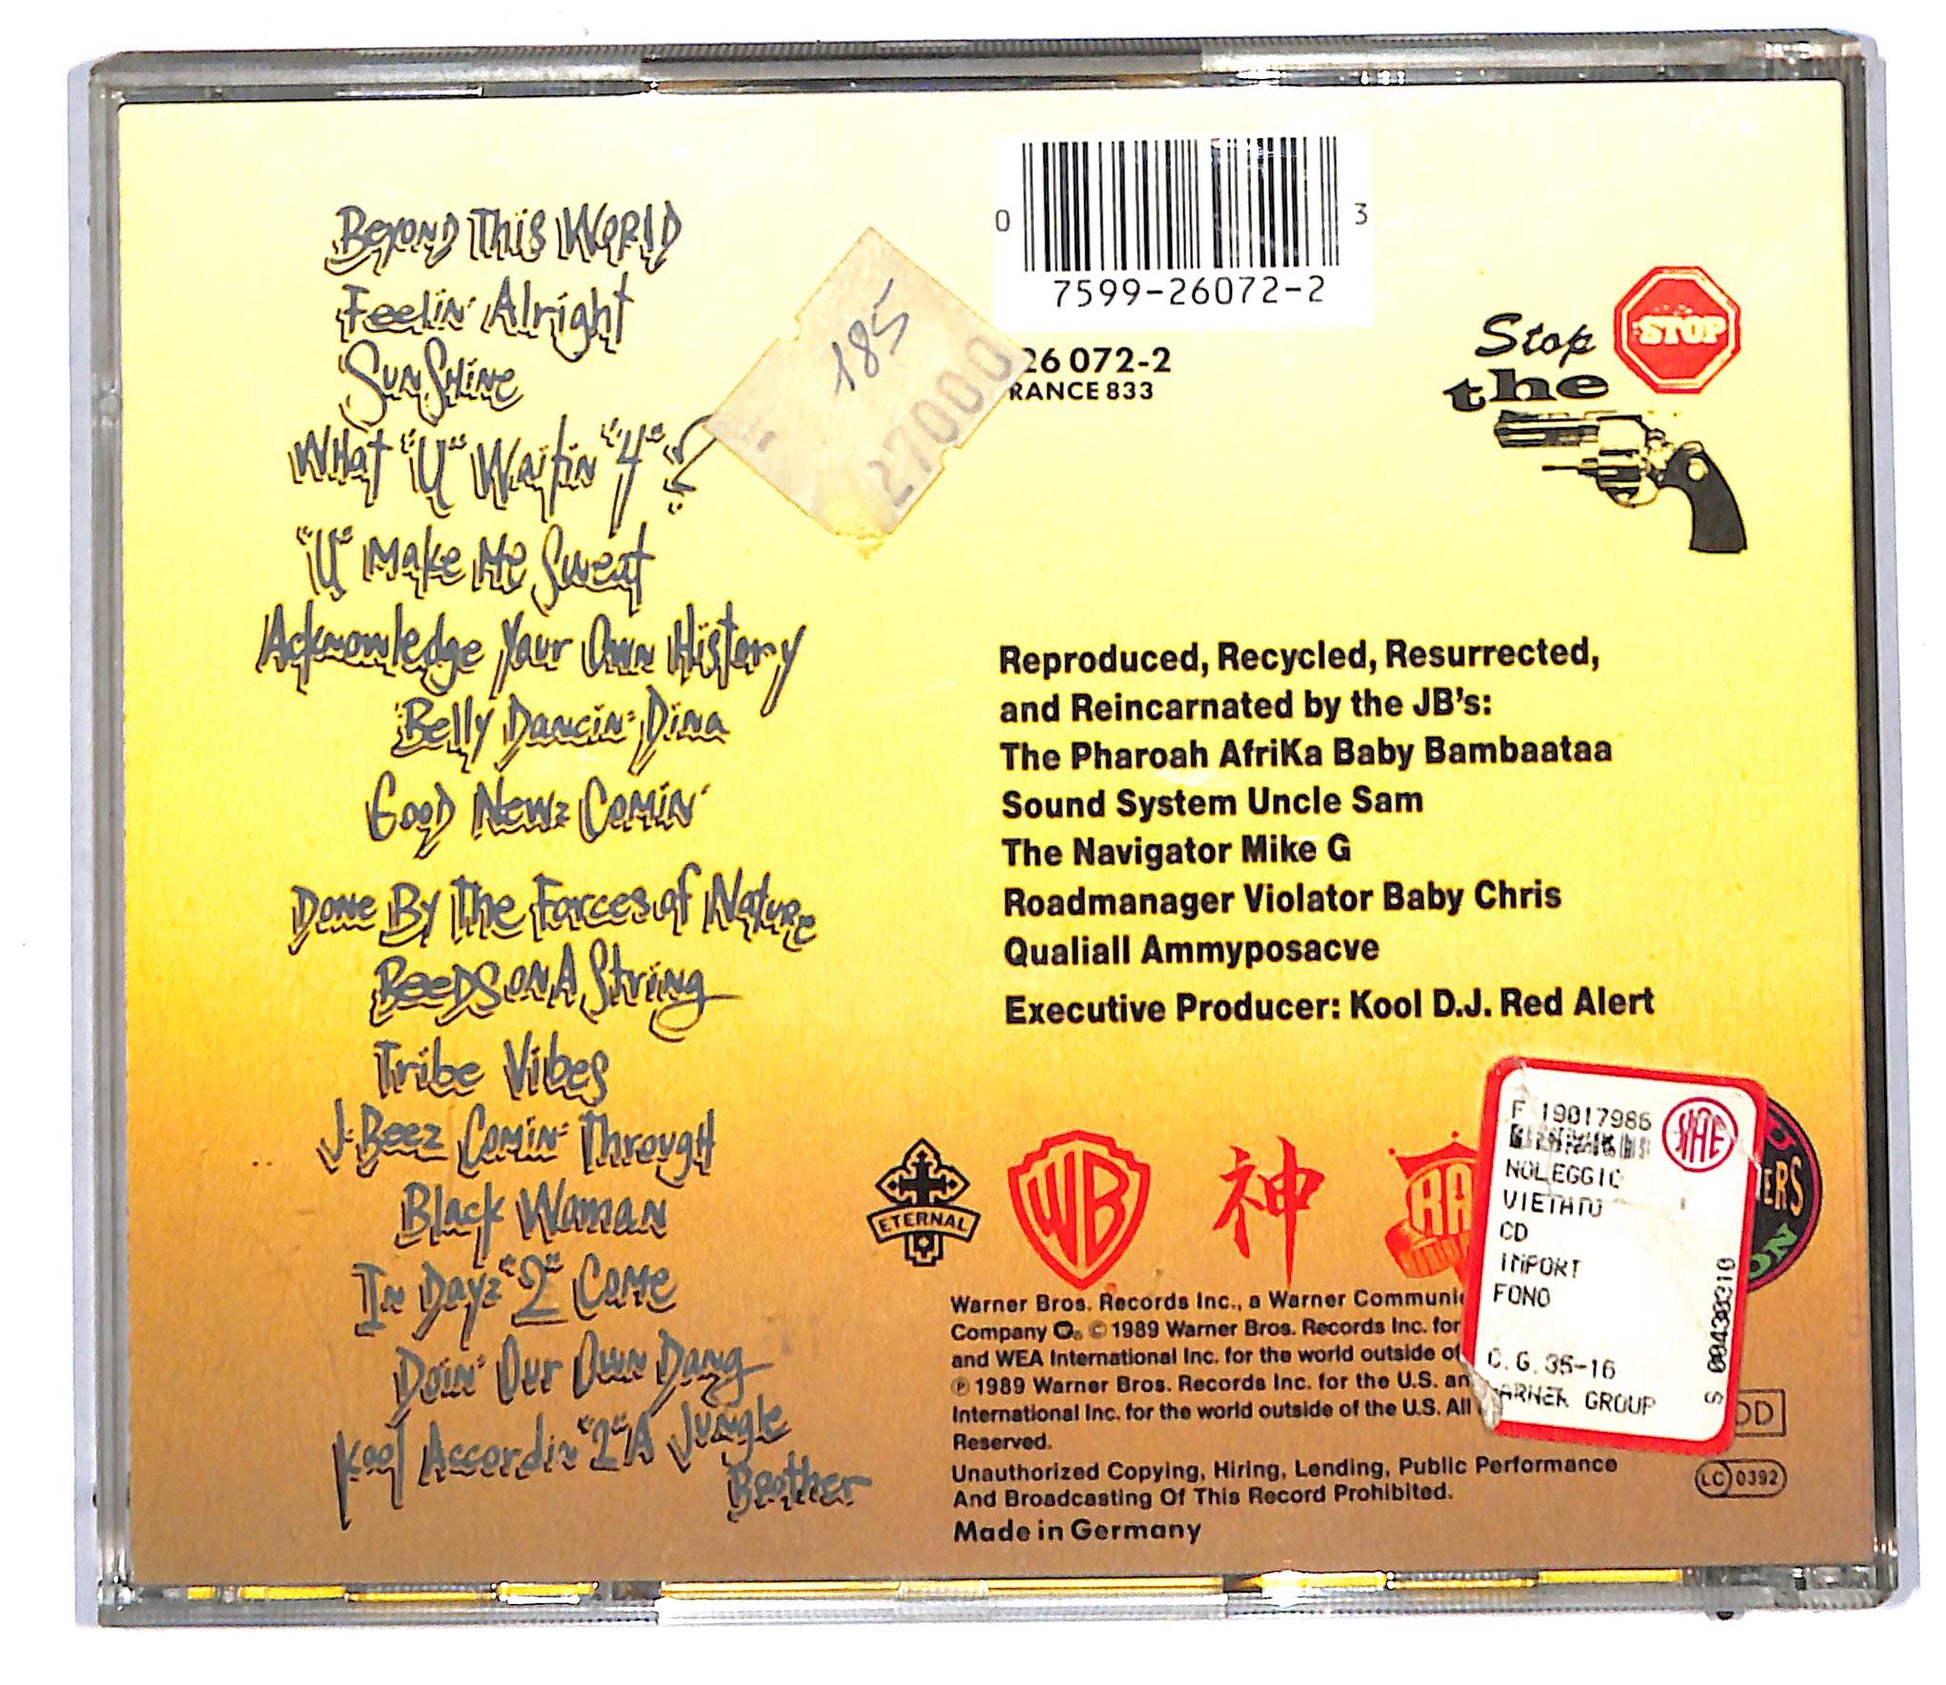 Beyond This World
Feelin' Alright
Sunshine
What "U" Waitin "4"
"U" Make Me Sweat
Acknowledge Your Own History
Belly Dancin' Dina
Good Newz Comin'
Done By The Forces of Nature
Beeds on A String
Tribe Vibes
J. Beez Comin' Through
Black Woman
In Dayz "2" Come
Doin' Our Own Dang
Kool Accordin "2" A Jungle
Brother
185
27000
0
3
7599-26072-2
26 072-2
RANCE 833
Stop
the
STOP
Reproduced, Recycled, Resurrected,
and Reincarnated by the JB's:
The Pharoah AfriKa Baby Bambaataa
Sound System Uncle Sam
The Navigator Mike G
Roadmanager Violator Baby Chris
Qualiall Ammyposacve
Executive Producer: Kool D.J. Red Alert
ETERNAL
WB
神
RA
ERS
ON
Warner Bros. Records Inc., a Warner Communic
Company © 1989 Warner Bros. Records Inc. for
and WEA International Inc. for the world outside of
℗ 1989 Warner Bros. Records Inc. for the U.S. an
International Inc. for the world outside of the U.S. All
Reserved.
Unauthorized Copying, Hiring, Lending, Public Performance
And Broadcasting Of This Record Prohibited.
Made in Germany
F 19017986
NOLEGGIO
VIETATO
CD
IMPORT
FONO
C.G. 35-16
ARNER GROUP
S 00430310
DD
LC 0392